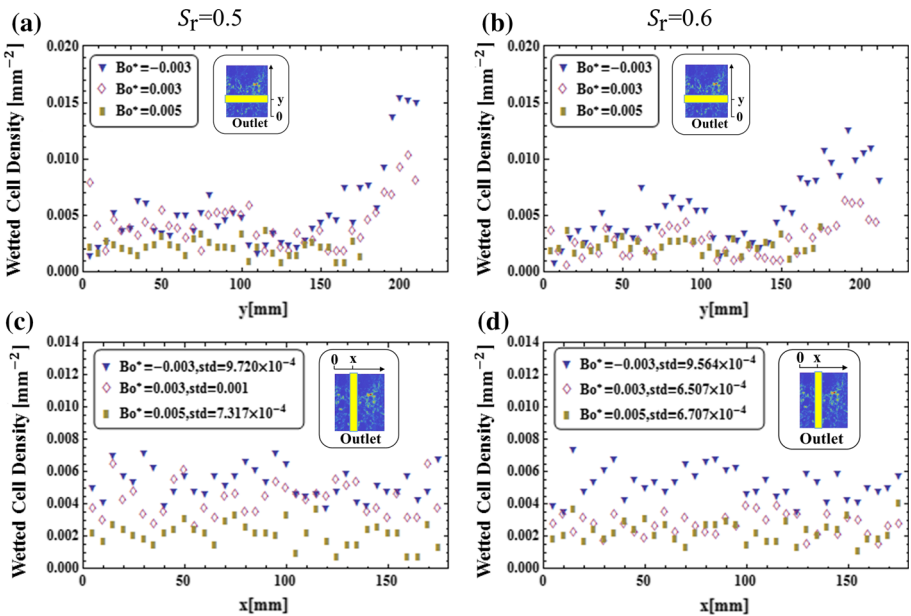 (a) Sr=0.5 (b) Sr=0.6
Wetted Cell Density [mm−2]
0.020
0.015
0.010
0.005
0.000
Bo*=−0.003
Bo*=0.003
Bo*=0.005
y
0
Outlet
0 50 100 150 200
y[mm]
Wetted Cell Density [mm−2]
0.020
0.015
0.010
0.005
0.000
Bo*=−0.003
Bo*=0.003
Bo*=0.005
y
0
Outlet
0 50 100 150 200
y[mm]
(c)
Wetted Cell Density [mm−2]
0.014
0.012
0.010
0.008
0.006
0.004
0.002
0.000
Bo*=−0.003,std=9.720×10−4
Bo*=0.003,std=0.001
Bo*=0.005,std=7.317×10−4
0 x
Outlet
0 50 100 150
x[mm]
(d)
Wetted Cell Density [mm−2]
0.014
0.012
0.010
0.008
0.006
0.004
0.002
0.000
Bo*=−0.003,std=9.564×10−4
Bo*=0.003,std=6.507×10−4
Bo*=0.005,std=6.707×10−4
0 x
Outlet
0 50 100 150
x[mm]